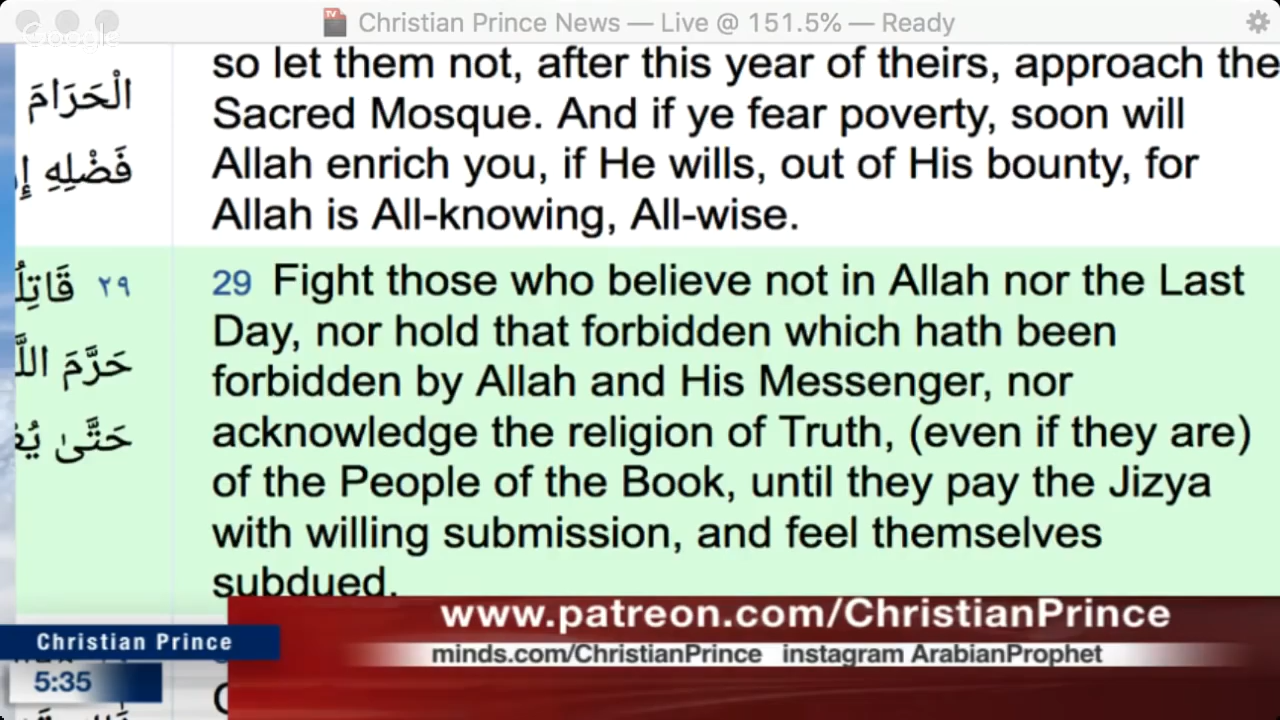 Christian Prince News — Live @ 151.5% — Ready
Google
so let them not, after this year of theirs, approach the
Sacred Mosque. And if ye fear poverty, soon will
Allah enrich you, if He wills, out of His bounty, for
Allah is All-knowing, All-wise.
الْحَرَامَ
فَضْلِهِ
29 Fight those who believe not in Allah nor the Last
Day, nor hold that forbidden which hath been
forbidden by Allah and His Messenger, nor
acknowledge the religion of Truth, (even if they are)
of the People of the Book, until they pay the Jizya
with willing submission, and feel themselves
subdued.
٢٩
حَرَّمَ
حَتَّىٰ
www.patreon.com/ChristianPrince
minds.com/ChristianPrince instagram ArabianProphet
Christian Prince
5:35